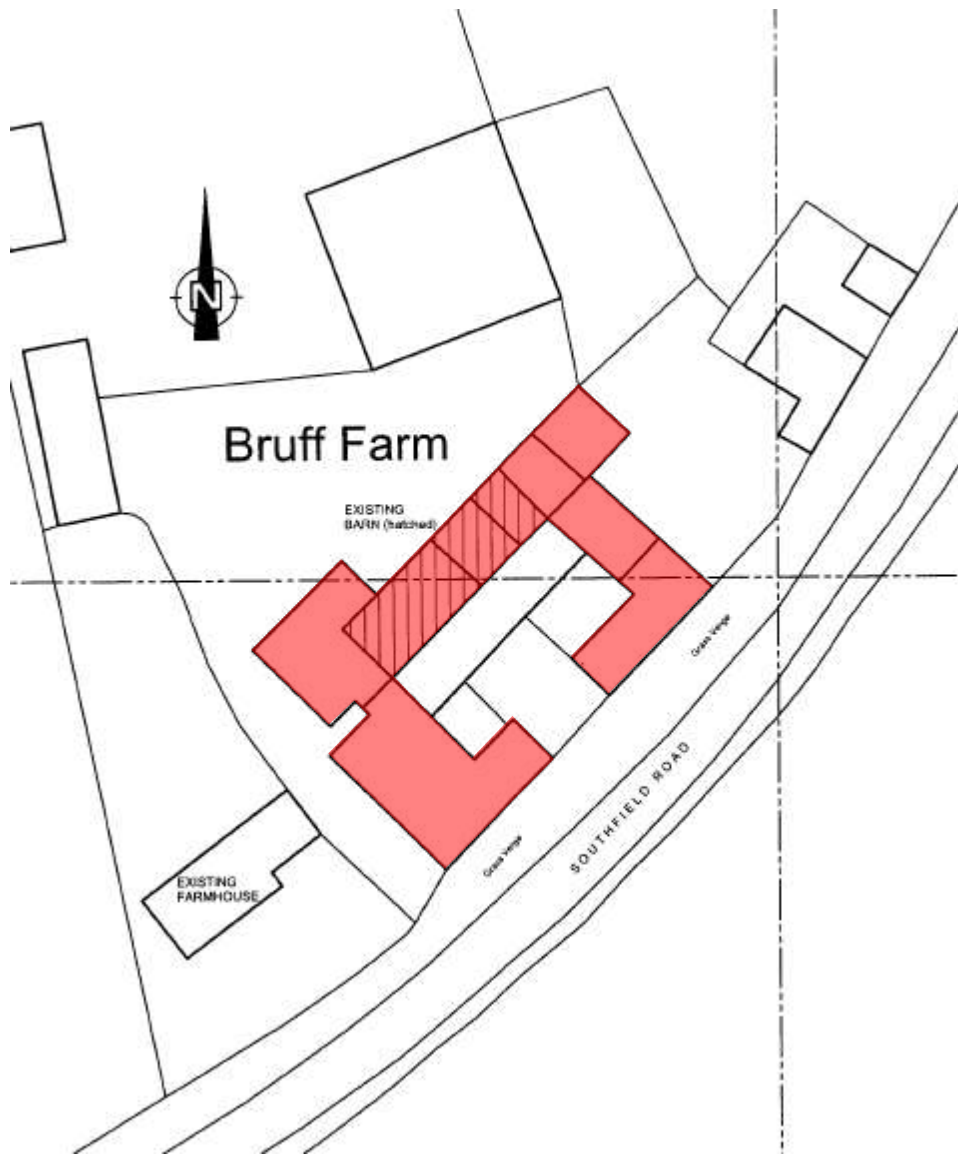 N
Bruff Farm
EXISTING
BARN (hatched)
Grass Verge
SOUTHFIELD ROAD
Grass Verge
EXISTING
FARMHOUSE